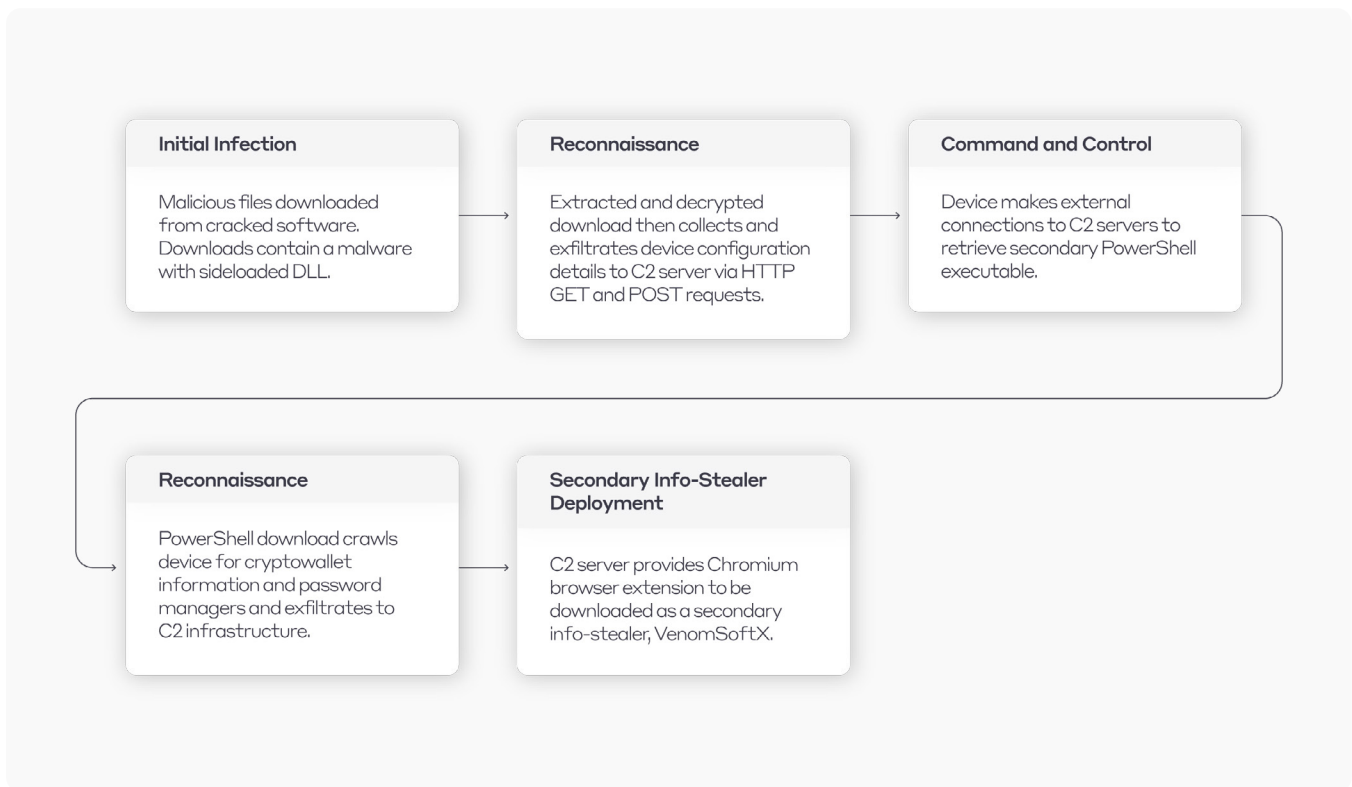 Initial Infection
Malicious files downloaded
from cracked software.
Downloads contain a malware
with sideloaded DLL.
Reconnaissance
Extracted and decrypted
download then collects and
exfiltrates device configuration
details to C2 server via HTTP
GET and POST requests.
Command and Control
Device makes external
connections to C2 servers to
retrieve secondary PowerShell
executable.
Reconnaissance
PowerShell download crawls
device for cryptowallet
information and password
managers and exfiltrates to
C2 infrastructure.
Secondary Info-Stealer
Deployment
C2 server provides Chromium
browser extension to be
downloaded as a secondary
info-stealer, VenomSoftX.